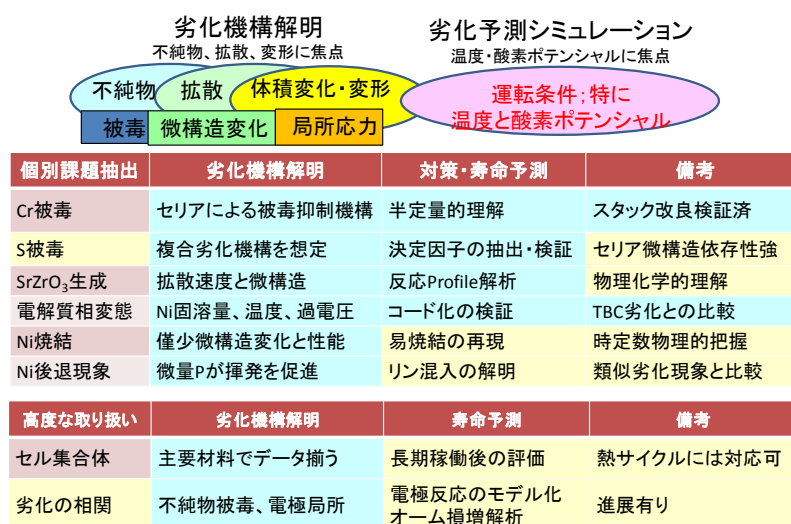 劣化機構解明
不純物、拡散、変形に焦点
劣化予測シミュレーション
温度・酸素ポテンシャルに焦点
不純物 拡散 体積変化・変形
被毒 微構造変化 局所応力
運転条件;特に
温度と酸素ポテンシャル
個別課題抽出 劣化機構解明 対策・寿命予測 備考
Cr被毒 セリアによる被毒抑制機構 半定量的理解 スタック改良検証済
S被毒 複合劣化機構を想定 決定因子の抽出・検証 セリア微構造依存性強
SrZrO₃生成 拡散速度と微構造 反応Profile解析 物理化学的理解
電解質相変態 Ni固溶量、温度、過電圧 コード化の検証 TBC劣化との比較
Ni焼結 僅少微構造変化と性能 易焼結の再現 時定数物理的把握
Ni後退現象 微量Pが揮発を促進 リン混入の解明 類似劣化現象と比較
高度な取り扱い 劣化機構解明 寿命予測 備考
セル集合体 主要材料でデータ揃う 長期稼働後の評価 熱サイクルには対応可
劣化の相関 不純物被毒、電極局所 電極反応のモデル化 進展有り
オーム損増解析